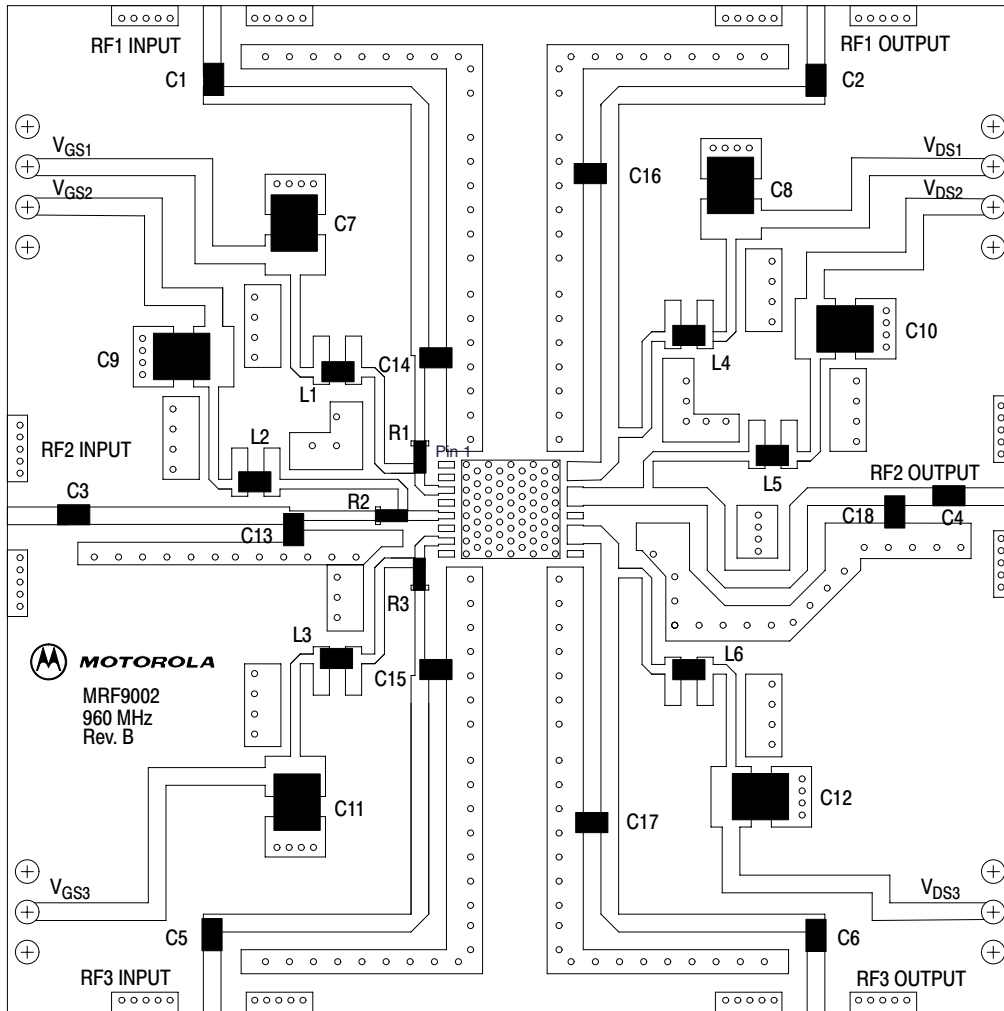 RF1 INPUT
RF1 OUTPUT
C1
C2
VGS1
VDS1
C16
C8
VGS2
VDS2
C7
C10
C9
L4
C14
L1
R1
Pin 1
RF2 INPUT
L2
RF2 OUTPUT
L5
C3
R2
C18
C4
C13
R3
L3
L6
MOTOROLA
C15
MRF9002
960 MHz
Rev. B
C11
C12
C17
VGS3
VDS3
C5
C6
RF3 INPUT
RF3 OUTPUT